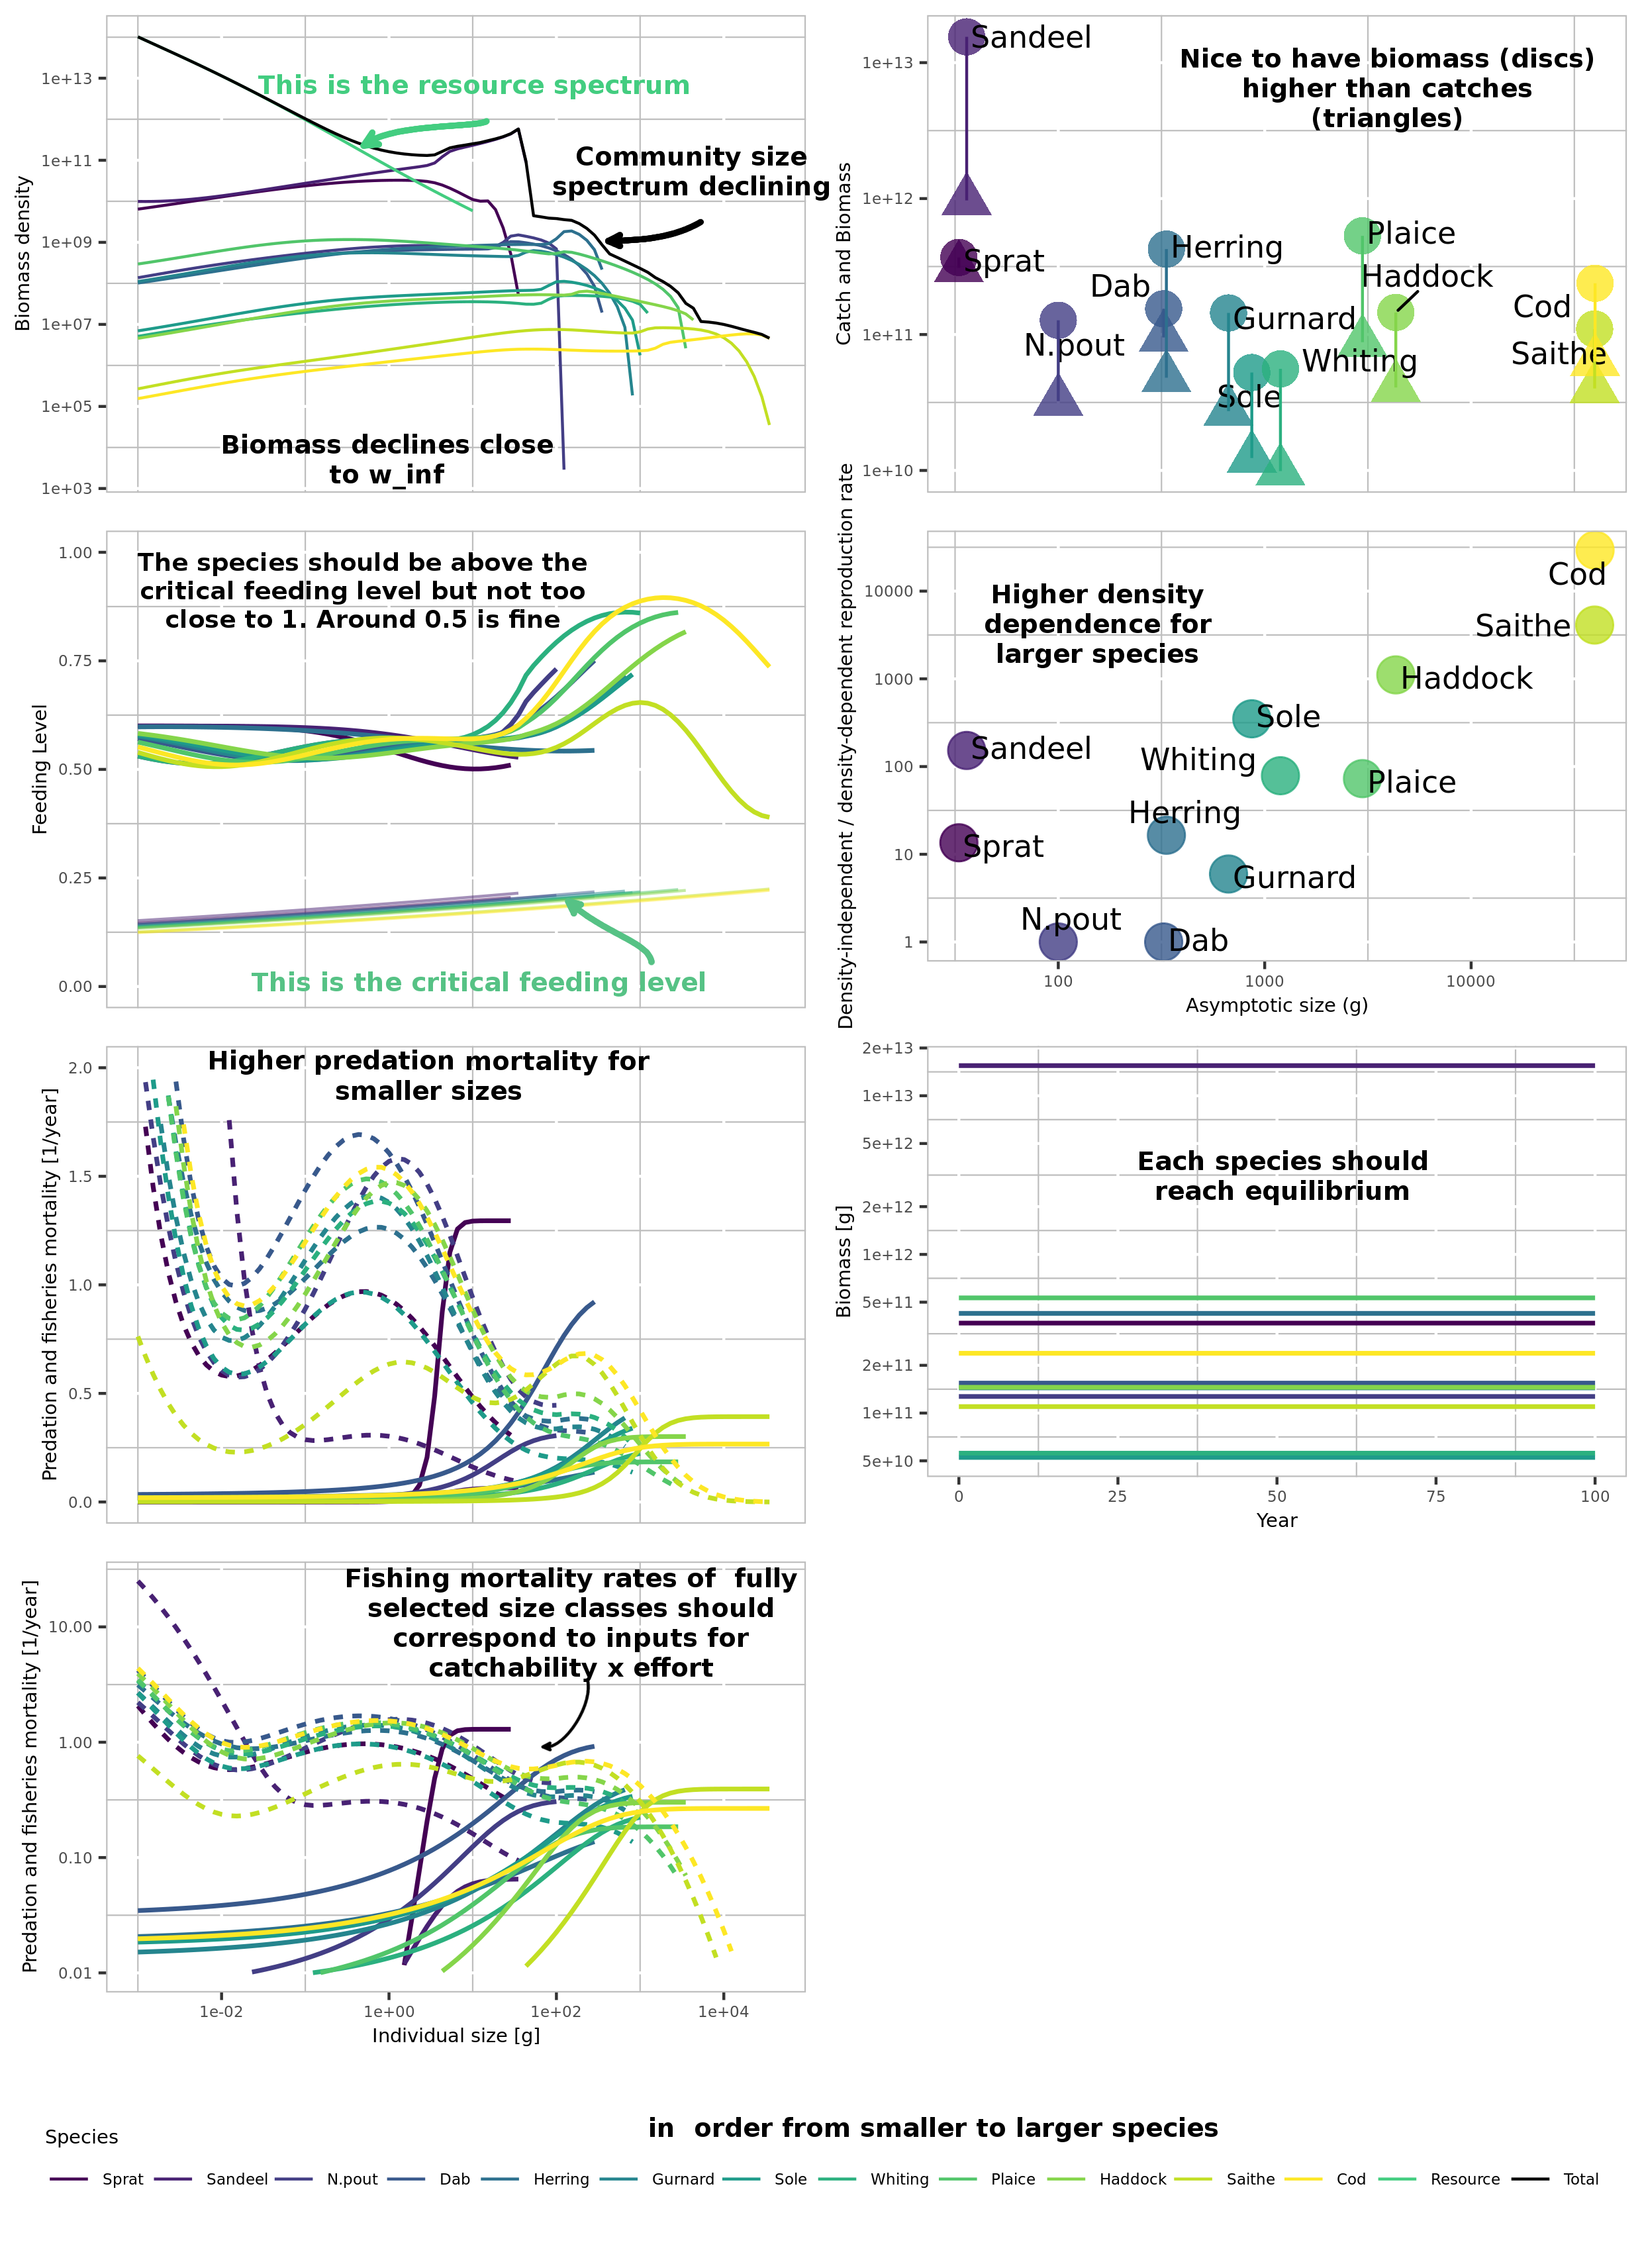 1e+13
1e+11
1e+09
1e+07
1e+05
1e+03
Biomass density
This is the resource spectrum
Community size
spectrum declining
Biomass declines close
to w_inf
1e+13
1e+12
1e+11
1e+10
Catch and Biomass
Nice to have biomass (discs)
higher than catches
(triangles)
Sandeel
Sprat
N.pout
Dab
Herring
Gurnard
Sole
Whiting
Plaice
Haddock
Cod
Saithe
1.00
0.75
0.50
0.25
0.00
Feeding Level
The species should be above the
critical feeding level but not too
close to 1. Around 0.5 is fine
This is the critical feeding level
10000
1000
100
10
1
Density-independent / density-dependent reproduction rate
Higher density
dependence for
larger species
Cod
Saithe
Haddock
Sole
Sandeel
Whiting
Plaice
Herring
Sprat
Gurnard
N.pout
Dab
100
1000
10000
Asymptotic size (g)
2.0
1.5
1.0
0.5
0.0
Predation and fisheries mortality [1/year]
Higher predation mortality for
smaller sizes
2e+13
1e+13
5e+12
2e+12
1e+12
5e+11
2e+11
1e+11
5e+10
Biomass [g]
Each species should
reach equilibrium
0
25
50
75
100
Year
10.00
1.00
0.10
0.01
Predation and fisheries mortality [1/year]
Fishing mortality rates of  fully
selected size classes should
correspond to inputs for
catchability x effort
1e-02
1e+00
1e+02
1e+04
Individual size [g]
in  order from smaller to larger species
Species
Sprat
Sandeel
N.pout
Dab
Herring
Gurnard
Sole
Whiting
Plaice
Haddock
Saithe
Cod
Resource
Total